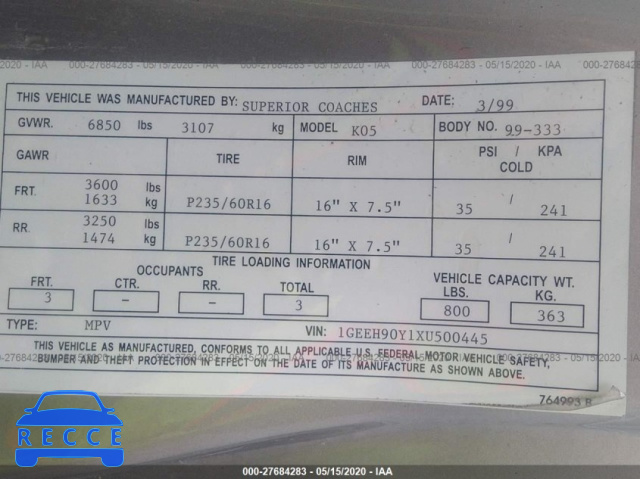 05/15/2020 - IAA 000-27684283 - 05/15/2020 - IAA 000-27684283 - 05/15/2020 - IAA
THIS VEHICLE WAS MANUFACTURED BY: SUPERIOR COACHES DATE: 3/99
GVWR. 6850 lbs 3107 kg MODEL K05 BODY NO. 99-333
GAWR TIRE RIM PSI / KPA
COLD
FRT. 3600 lbs
1633 kg P235/60R16 16" X 7.5" 35 / 241
RR. 3250 lbs
1474 kg P235/60R16 16" X 7.5" 35 / 241
TIRE LOADING INFORMATION
OCCUPANTS VEHICLE CAPACITY WT.
FRT. CTR. RR. TOTAL LBS. KG.
3 - - 3 800 363
TYPE: MPV VIN: 1GEEH90Y1XU500445
THIS VEHICLE AS MANUFACTURED, CONFORMS TO ALL APPLICABLE U.S. FEDERAL MOTOR VEHICLE SAFETY,
BUMPER AND THEFT PROTECTION IN EFFECT ON THE DATE OF ITS MANUFACTURE AS SHOWN ABOVE.
764993 B
RECCE
000-27684283 - 05/15/2020 - IAA